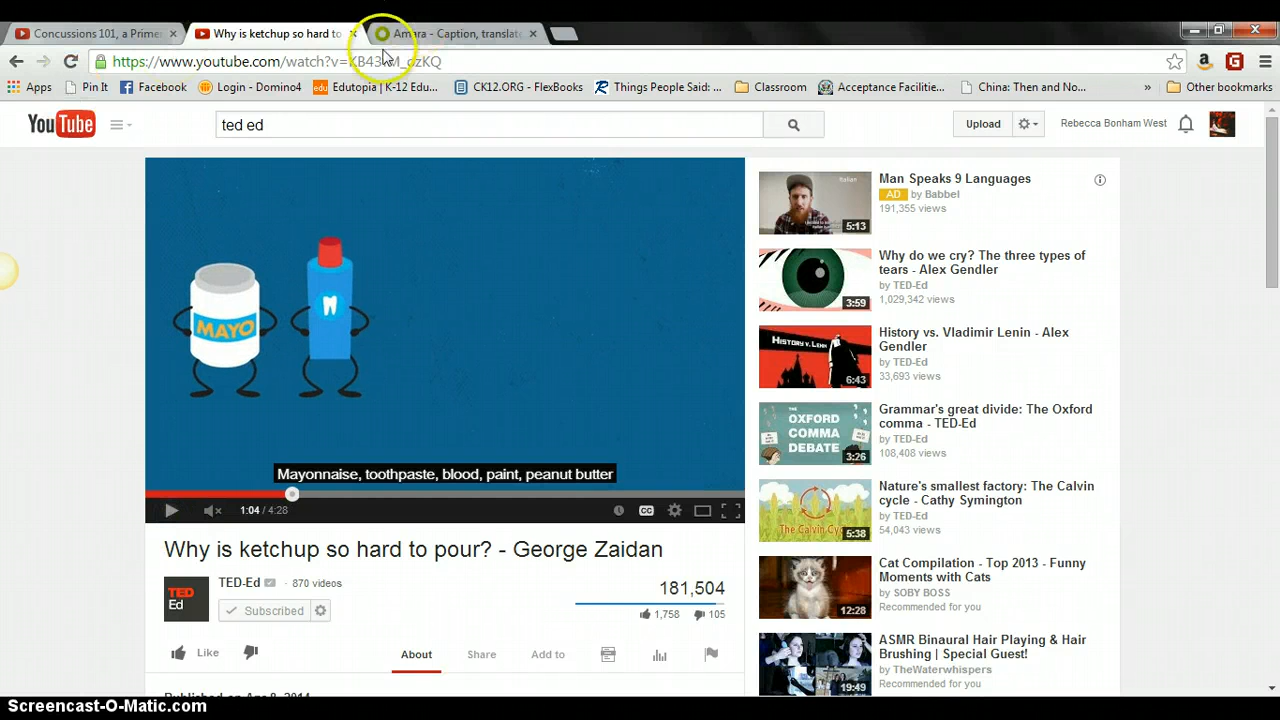 Concussions 101, a Prime
Why is ketchup so hard to
Amara - Caption, translat
Apps
Pin It
Facebook
Login - Domino4
edu
Edutopia | K-12 Edu...
CK12.ORG - FlexBooks
Things People Said: ...
Classroom
Acceptance Facilitie...
China: Then and No...
»
Other bookmarks
YouTube
ted ed
Upload
Rebecca Bonham West
MAYO
Mayonnaise, toothpaste, blood, paint, peanut butter
1:04 / 4:28
CC
Why is ketchup so hard to pour? - George Zaidan
TED Ed
TED-Ed
· 870 videos
Subscribed
181,504
1,758
105
Like
About
Share
Add to
Italian
5:13
Man Speaks 9 Languages
AD by Babbel
191,355 views
3:59
Why do we cry? The three types of
tears - Alex Gendler
by TED-Ed
1,029,342 views
HISTORY V. LENIN
6:43
History vs. Vladimir Lenin - Alex
Gendler
by TED-Ed
33,693 views
THE
OXFORD
COMMA
DEBATE
3:26
Grammar's great divide: The Oxford
comma - TED-Ed
by TED-Ed
108,408 views
5:38
Nature's smallest factory: The Calvin
cycle - Cathy Symington
by TED-Ed
54,043 views
12:28
Cat Compilation - Top 2013 - Funny
Moments with Cats
by SOBY BOSS
Recommended for you
19:49
ASMR Binaural Hair Playing & Hair
Brushing | Special Guest!
by TheWaterwhispers
Recommended for you
Screencast-O-Matic.com